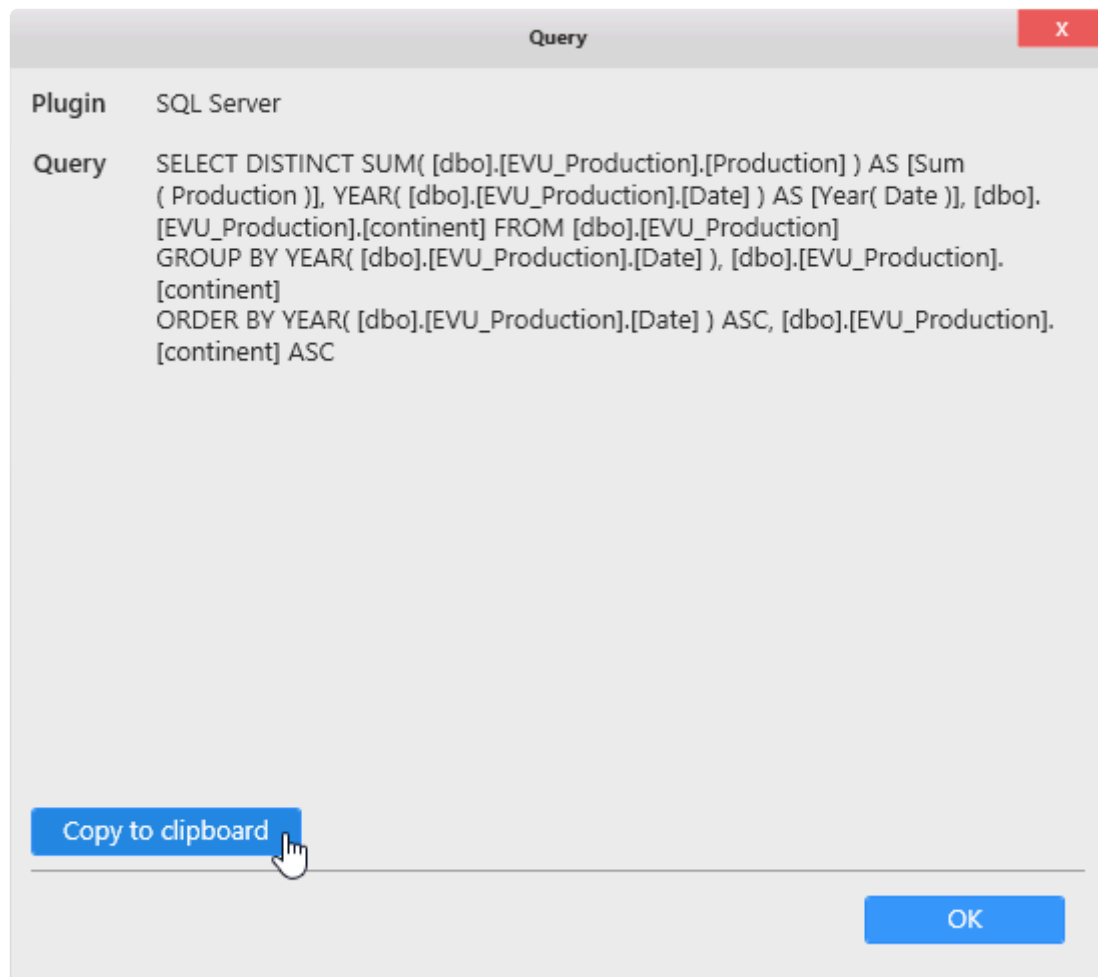 Query
X
Plugin SQL Server
Query SELECT DISTINCT SUM( [dbo].[EVU_Production].[Production] ) AS [Sum
( Production )], YEAR( [dbo].[EVU_Production].[Date] ) AS [Year( Date )], [dbo].
[EVU_Production].[continent] FROM [dbo].[EVU_Production]
GROUP BY YEAR( [dbo].[EVU_Production].[Date] ), [dbo].[EVU_Production].
[continent]
ORDER BY YEAR( [dbo].[EVU_Production].[Date] ) ASC, [dbo].[EVU_Production].
[continent] ASC
Copy to clipboard
OK